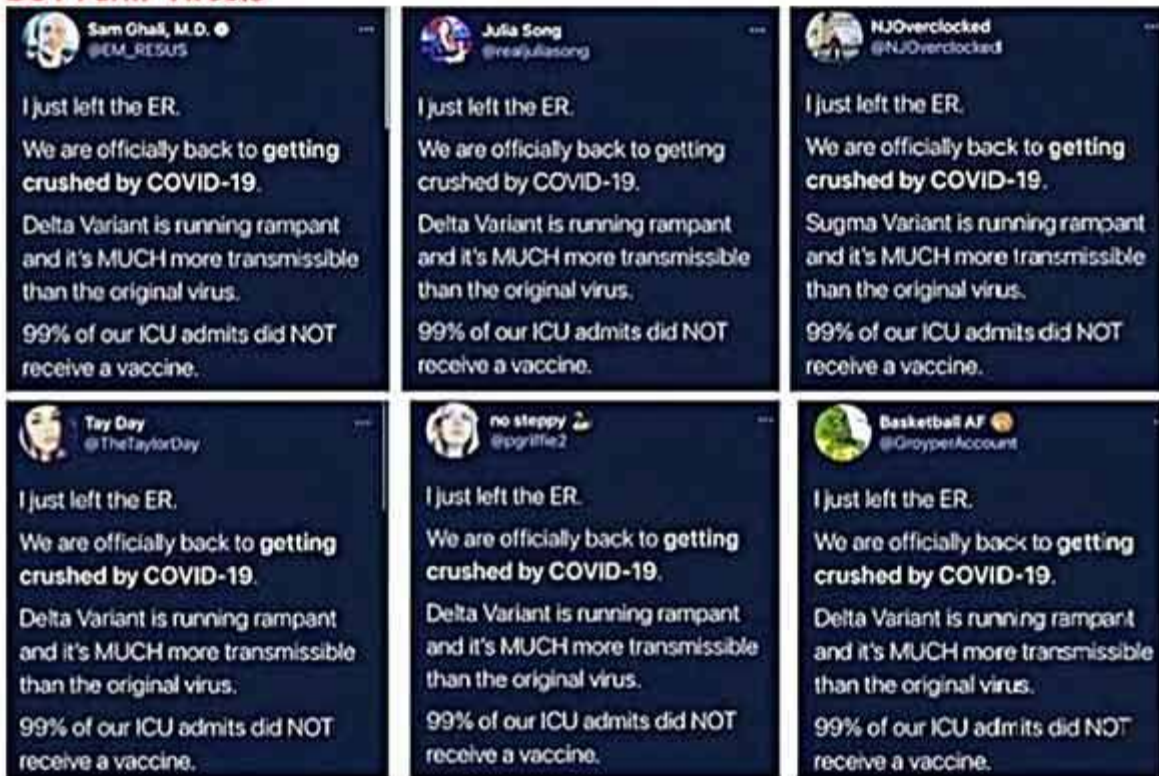 Sam Ghali, M.D.
@EM_RESUS
I just left the ER.
We are officially back to getting
crushed by COVID-19.
Delta Variant is running rampant
and it's MUCH more transmissible
than the original virus.
99% of our ICU admits did NOT
receive a vaccine.
Julia Song
@realjuliasong
I just left the ER.
We are officially back to getting
crushed by COVID-19.
Delta Variant is running rampant
and it's MUCH more transmissible
than the original virus.
99% of our ICU admits did NOT
receive a vaccine.
NJOverclocked
@NJOverclocked
I just left the ER.
We are officially back to getting
crushed by COVID-19.
Sugma Variant is running rampant
and it's MUCH more transmissible
than the original virus.
99% of our ICU admits did NOT
receive a vaccine.
Tay Day
@TheTaylorDay
I just left the ER.
We are officially back to getting
crushed by COVID-19.
Delta Variant is running rampant
and it's MUCH more transmissible
than the original virus.
99% of our ICU admits did NOT
receive a vaccine.
no steppy
@pgriffie2
I just left the ER.
We are officially back to getting
crushed by COVID-19.
Delta Variant is running rampant
and it's MUCH more transmissible
than the original virus.
99% of our ICU admits did NOT
receive a vaccine.
Basketball AF
@GroyperAccount
I just left the ER.
We are officially back to getting
crushed by COVID-19.
Delta Variant is running rampant
and it's MUCH more transmissible
than the original virus.
99% of our ICU admits did NOT
receive a vaccine.